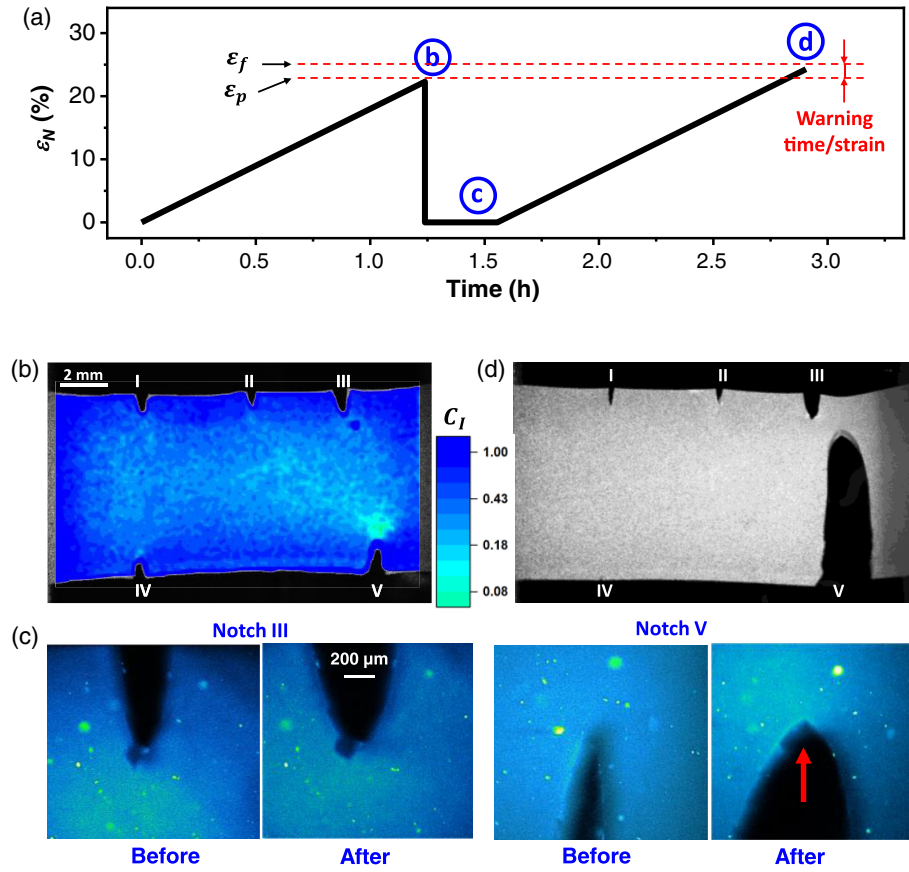 (a)
30
20
10
0
ε_N (%)
ε_f
ε_p
b
c
d
Warning
time/strain
0.0 0.5 1.0 1.5 2.0 2.5 3.0
Time (h)
(b)
2 mm
I II III
IV V
C_I
1.00
0.43
0.18
0.08
(d)
I II III
IV V
(c)
Notch III
Notch V
200 μm
Before After
Before After